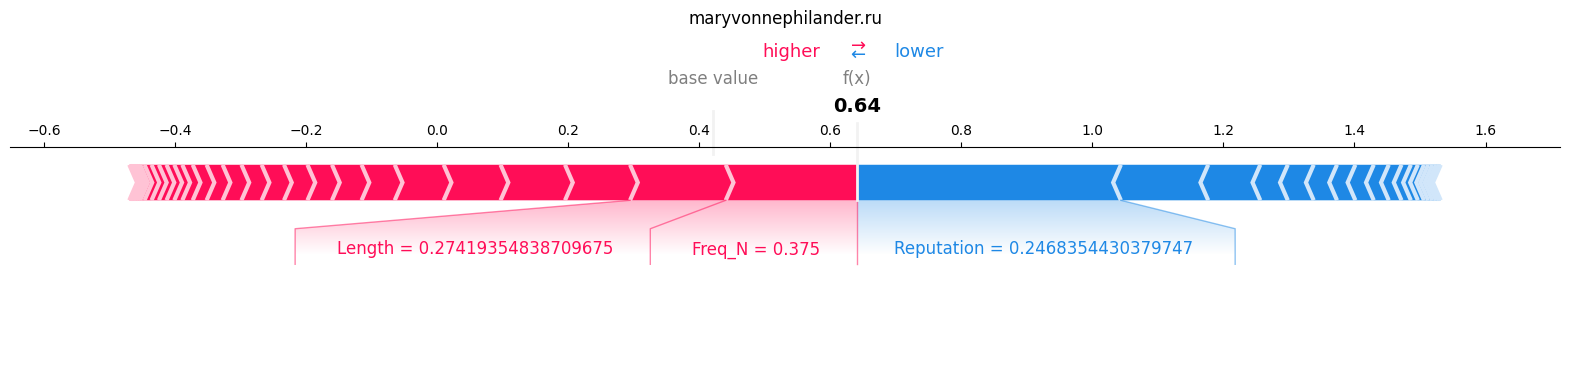 maryvonnephilander.ru
higher → ← lower
base value f(x)
0.64
−0.6 −0.4 −0.2 0.0 0.2 0.4 0.6 0.8 1.0 1.2 1.4 1.6
Length = 0.27419354838709675 Freq_N = 0.375 Reputation = 0.2468354430379747